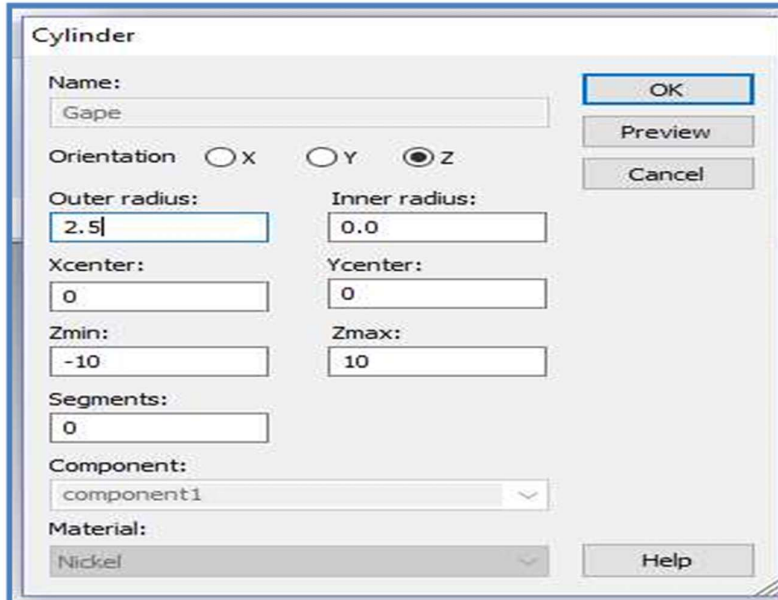 Cylinder
Name:
OK
Gape
Preview
Orientation X Y Z
Cancel
Outer radius: Inner radius:
2.5 0.0
Xcenter: Ycenter:
0 0
Zmin: Zmax:
-10 10
Segments:
0
Component:
component1
Material:
Nickel Help